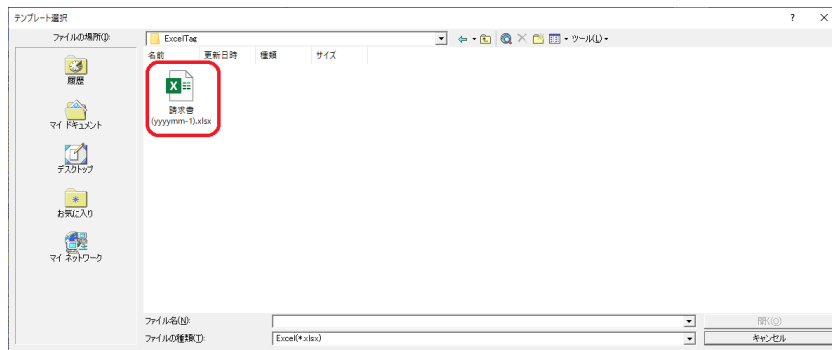 テンプレート選択
ファイルの場所(I):
ExcelTag
ツール(L)
名前 更新日時 種類 サイズ
請求書
(yyyymm-1).xlsx
履歴
マイ ドキュメント
デスクトップ
お気に入り
マイ ネットワーク
ファイル名(N):
開く(O)
ファイルの種類(T):
Excel(*.xlsx)
キャンセル